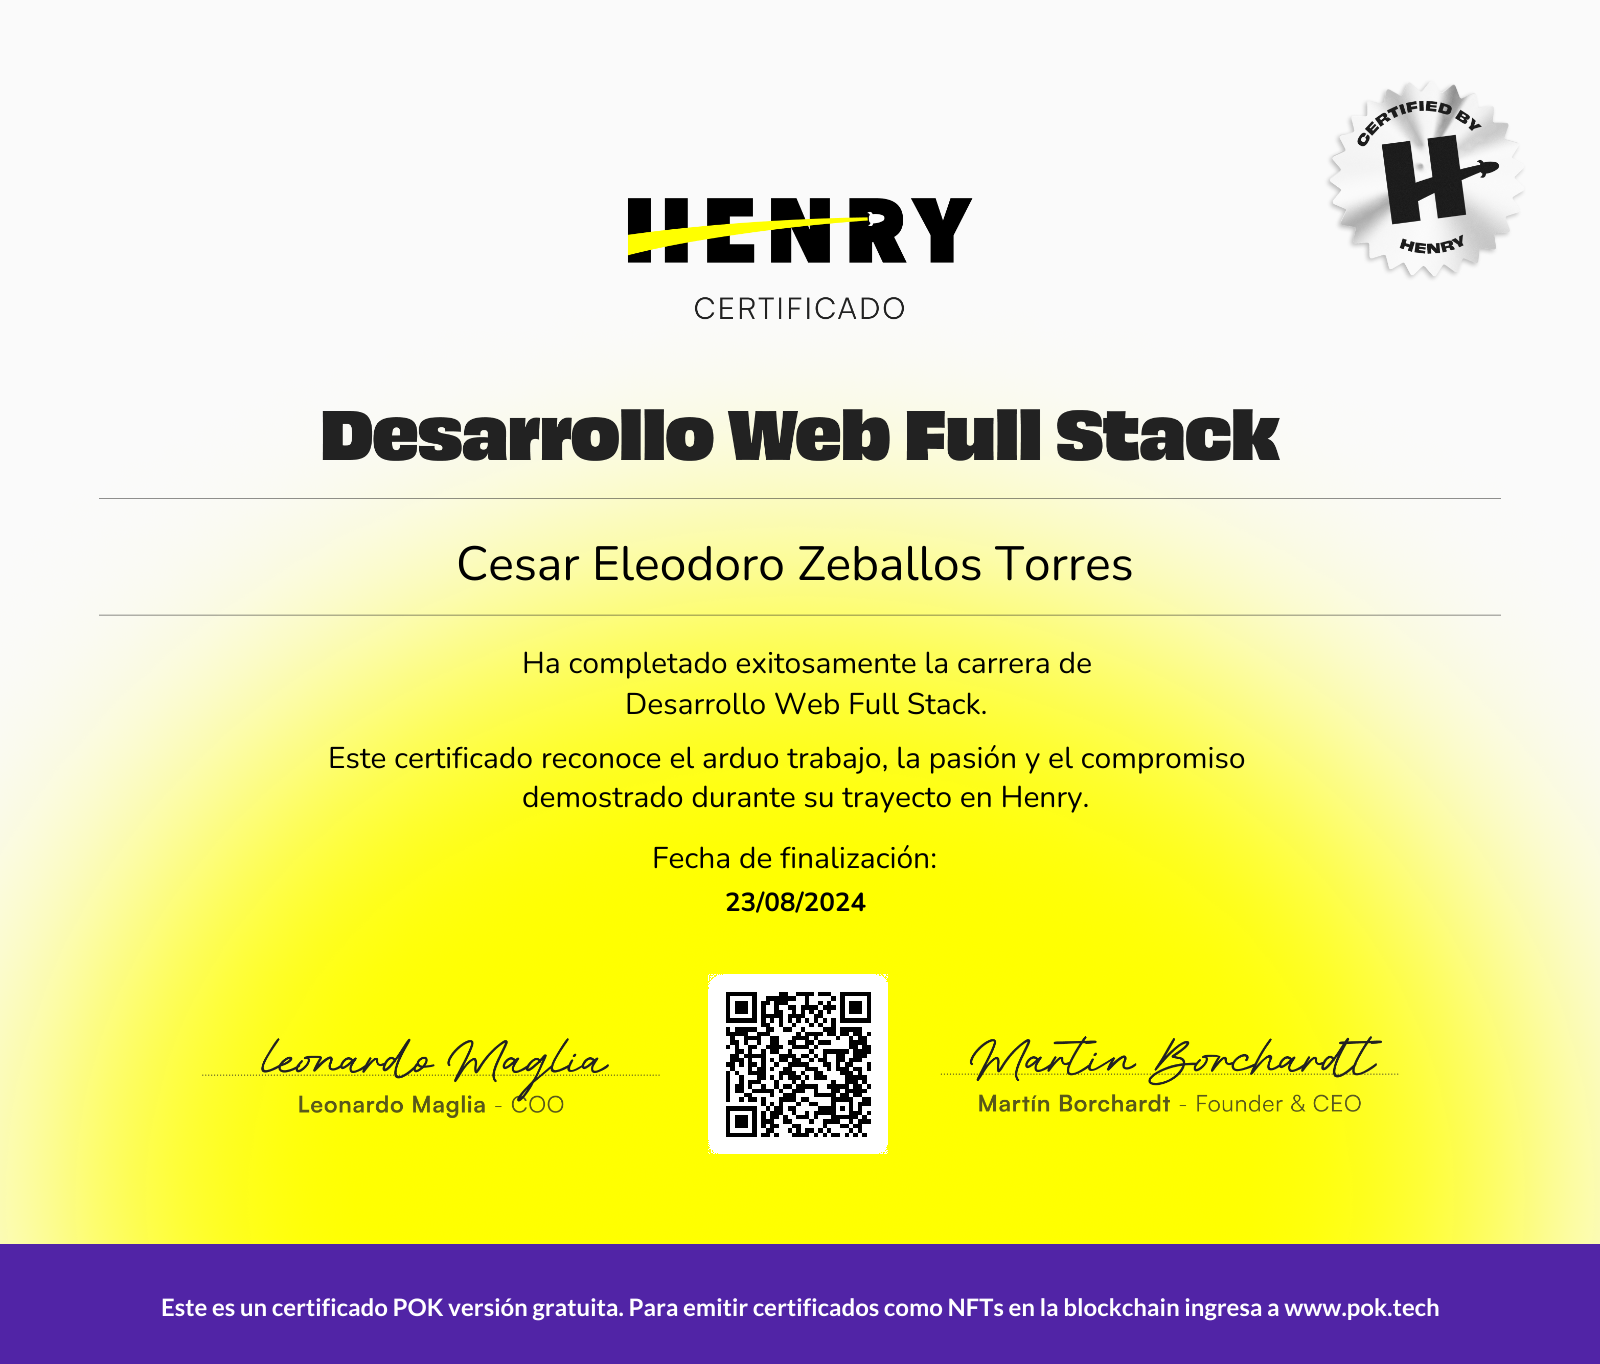 CERTIFIED BY
H
HENRY
HENRY
CERTIFICADO
Desarrollo Web Full Stack
Cesar Eleodoro Zeballos Torres
Ha completado exitosamente la carrera de
Desarrollo Web Full Stack.
Este certificado reconoce el arduo trabajo, la pasión y el compromiso
demostrado durante su trayecto en Henry.
Fecha de finalización:
23/08/2024
Leonardo Maglia
Leonardo Maglia - COO
Martin Borchardt
Martín Borchardt - Founder & CEO
Este es un certificado POK versión gratuita. Para emitir certificados como NFTs en la blockchain ingresa a www.pok.tech